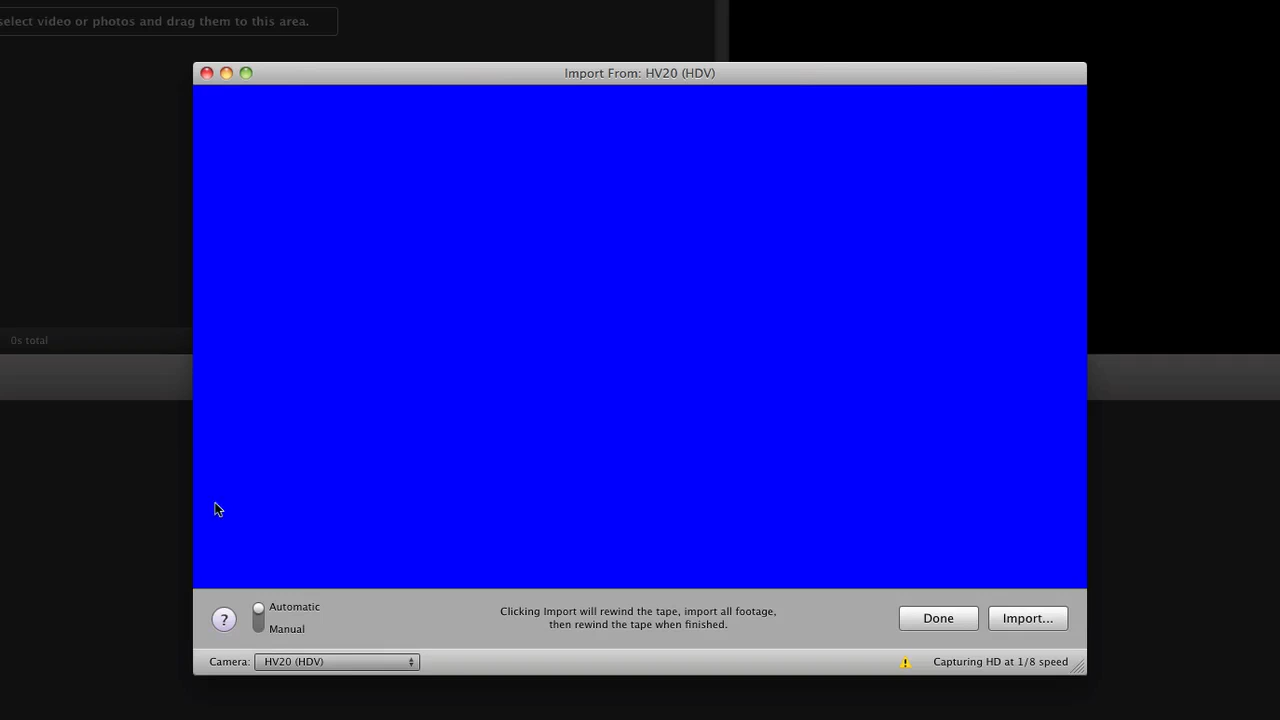 select video or photos and drag them to this area.
Import From: HV20 (HDV)
0s total
?
Automatic
Manual
Clicking Import will rewind the tape, import all footage,
then rewind the tape when finished.
Done
Import...
Camera: HV20 (HDV)
Capturing HD at 1/8 speed